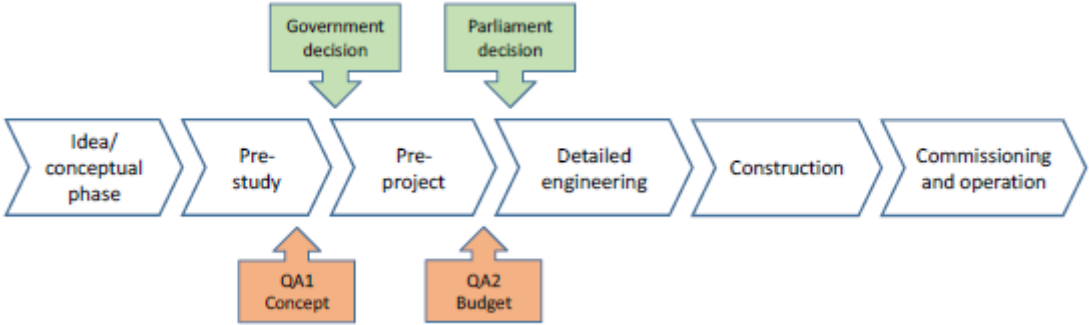 Government
decision
Parliament
decision
Idea/
conceptual
phase
Pre-
study
Pre-
project
Detailed
engineering
Construction
Commissioning
and operation
QA1
Concept
QA2
Budget